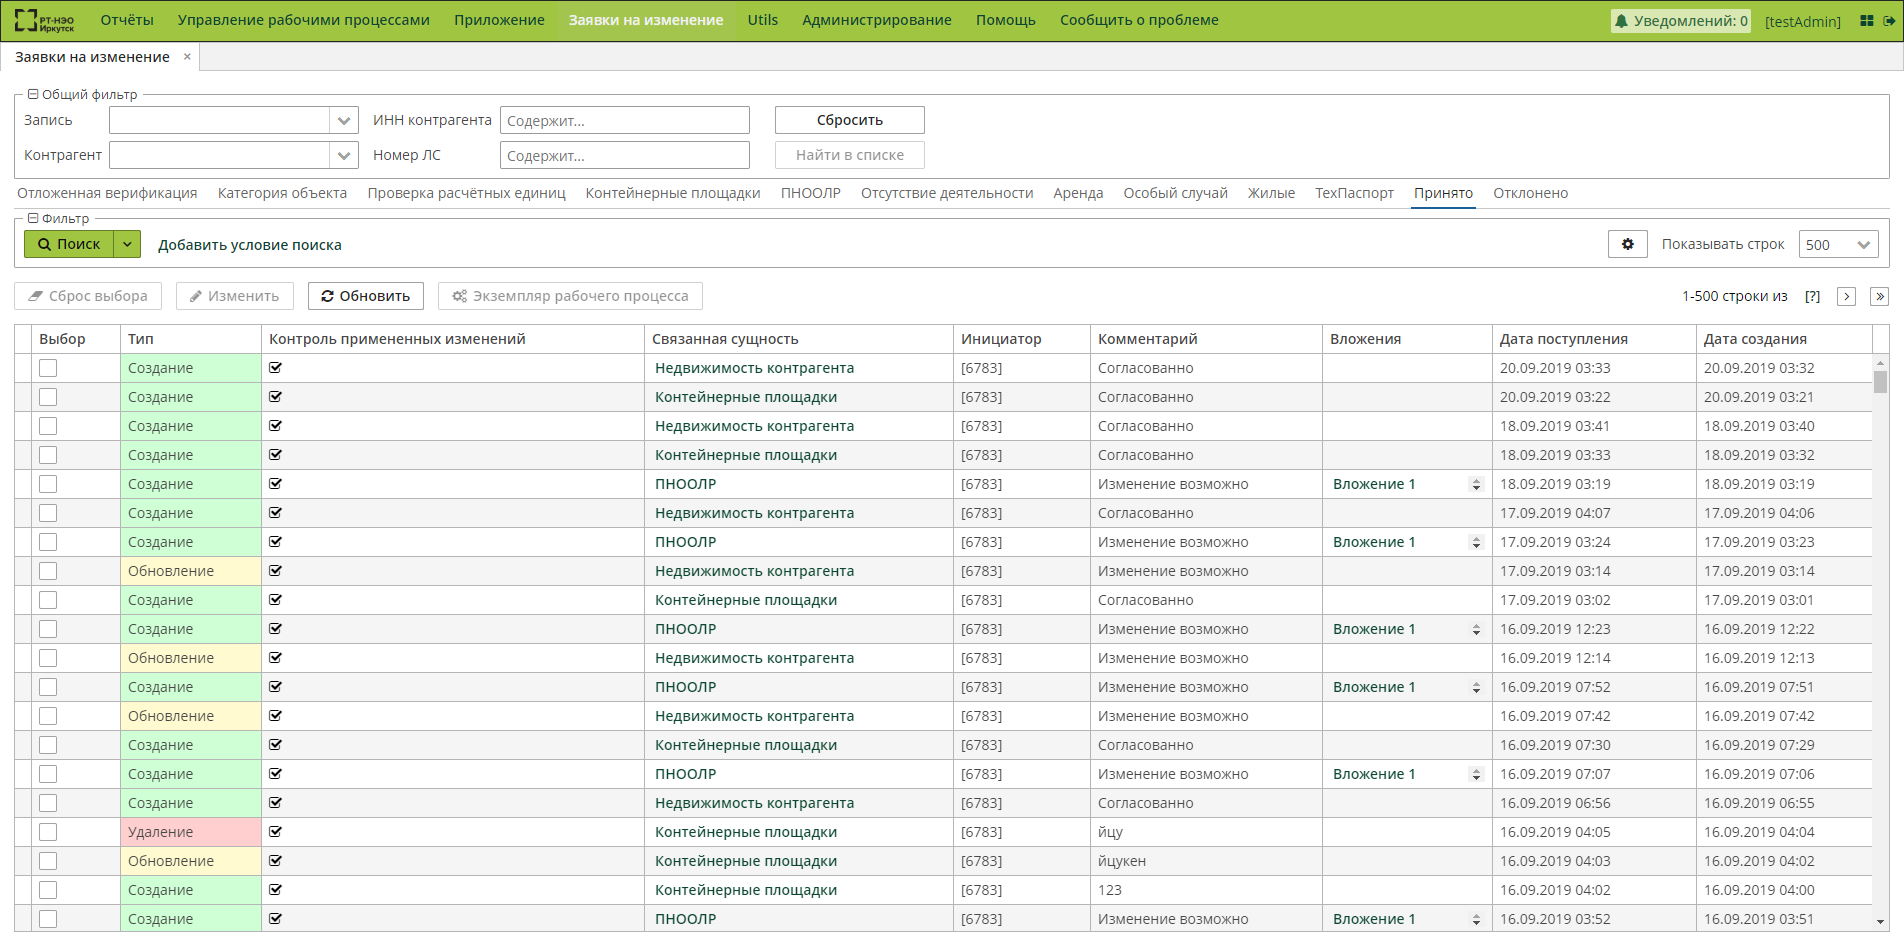 РТ-НЭО Иркутск Отчёты Управление рабочими процессами Приложение Заявки на изменение Utils Администрирование Помощь Сообщить о проблеме Уведомлений: 0 [testAdmin]
Заявки на изменение ×
Общий фильтр
Запись ИНН контрагента Содержит... Сбросить
Контрагент Номер ЛС Содержит... Найти в списке
Отложенная верификация Категория объекта Проверка расчётных единиц Контейнерные площадки ПНООЛР Отсутствие деятельности Аренда Особый случай Жилые ТехПаспорт Принято Отклонено
Фильтр
Поиск Добавить условие поиска Показывать строк 500
Сброс выбора Изменить Обновить Экземпляр рабочего процесса 1-500 строки из [?]
Выбор Тип Контроль примененных изменений Связанная сущность Инициатор Комментарий Вложения Дата поступления Дата создания
Создание Недвижимость контрагента [6783] Согласованно 20.09.2019 03:33 20.09.2019 03:32
Создание Контейнерные площадки [6783] Согласованно 20.09.2019 03:22 20.09.2019 03:21
Создание Недвижимость контрагента [6783] Согласованно 18.09.2019 03:41 18.09.2019 03:40
Создание Контейнерные площадки [6783] Согласованно 18.09.2019 03:33 18.09.2019 03:32
Создание ПНООЛР [6783] Изменение возможно Вложение 1 18.09.2019 03:19 18.09.2019 03:19
Создание Недвижимость контрагента [6783] Согласованно 17.09.2019 04:07 17.09.2019 04:06
Создание ПНООЛР [6783] Изменение возможно Вложение 1 17.09.2019 03:24 17.09.2019 03:23
Обновление Недвижимость контрагента [6783] Изменение возможно 17.09.2019 03:14 17.09.2019 03:14
Создание Контейнерные площадки [6783] Согласованно 17.09.2019 03:02 17.09.2019 03:01
Создание ПНООЛР [6783] Изменение возможно Вложение 1 16.09.2019 12:23 16.09.2019 12:22
Обновление Недвижимость контрагента [6783] Изменение возможно 16.09.2019 12:14 16.09.2019 12:13
Создание ПНООЛР [6783] Изменение возможно Вложение 1 16.09.2019 07:52 16.09.2019 07:51
Обновление Недвижимость контрагента [6783] Изменение возможно 16.09.2019 07:42 16.09.2019 07:42
Создание Контейнерные площадки [6783] Согласованно 16.09.2019 07:30 16.09.2019 07:29
Создание ПНООЛР [6783] Изменение возможно Вложение 1 16.09.2019 07:07 16.09.2019 07:06
Создание Недвижимость контрагента [6783] Согласованно 16.09.2019 06:56 16.09.2019 06:55
Удаление Контейнерные площадки [6783] йцу 16.09.2019 04:05 16.09.2019 04:04
Обновление Контейнерные площадки [6783] йцукен 16.09.2019 04:03 16.09.2019 04:02
Создание Контейнерные площадки [6783] 123 16.09.2019 04:02 16.09.2019 04:00
Создание ПНООЛР [6783] Изменение возможно Вложение 1 16.09.2019 03:52 16.09.2019 03:51